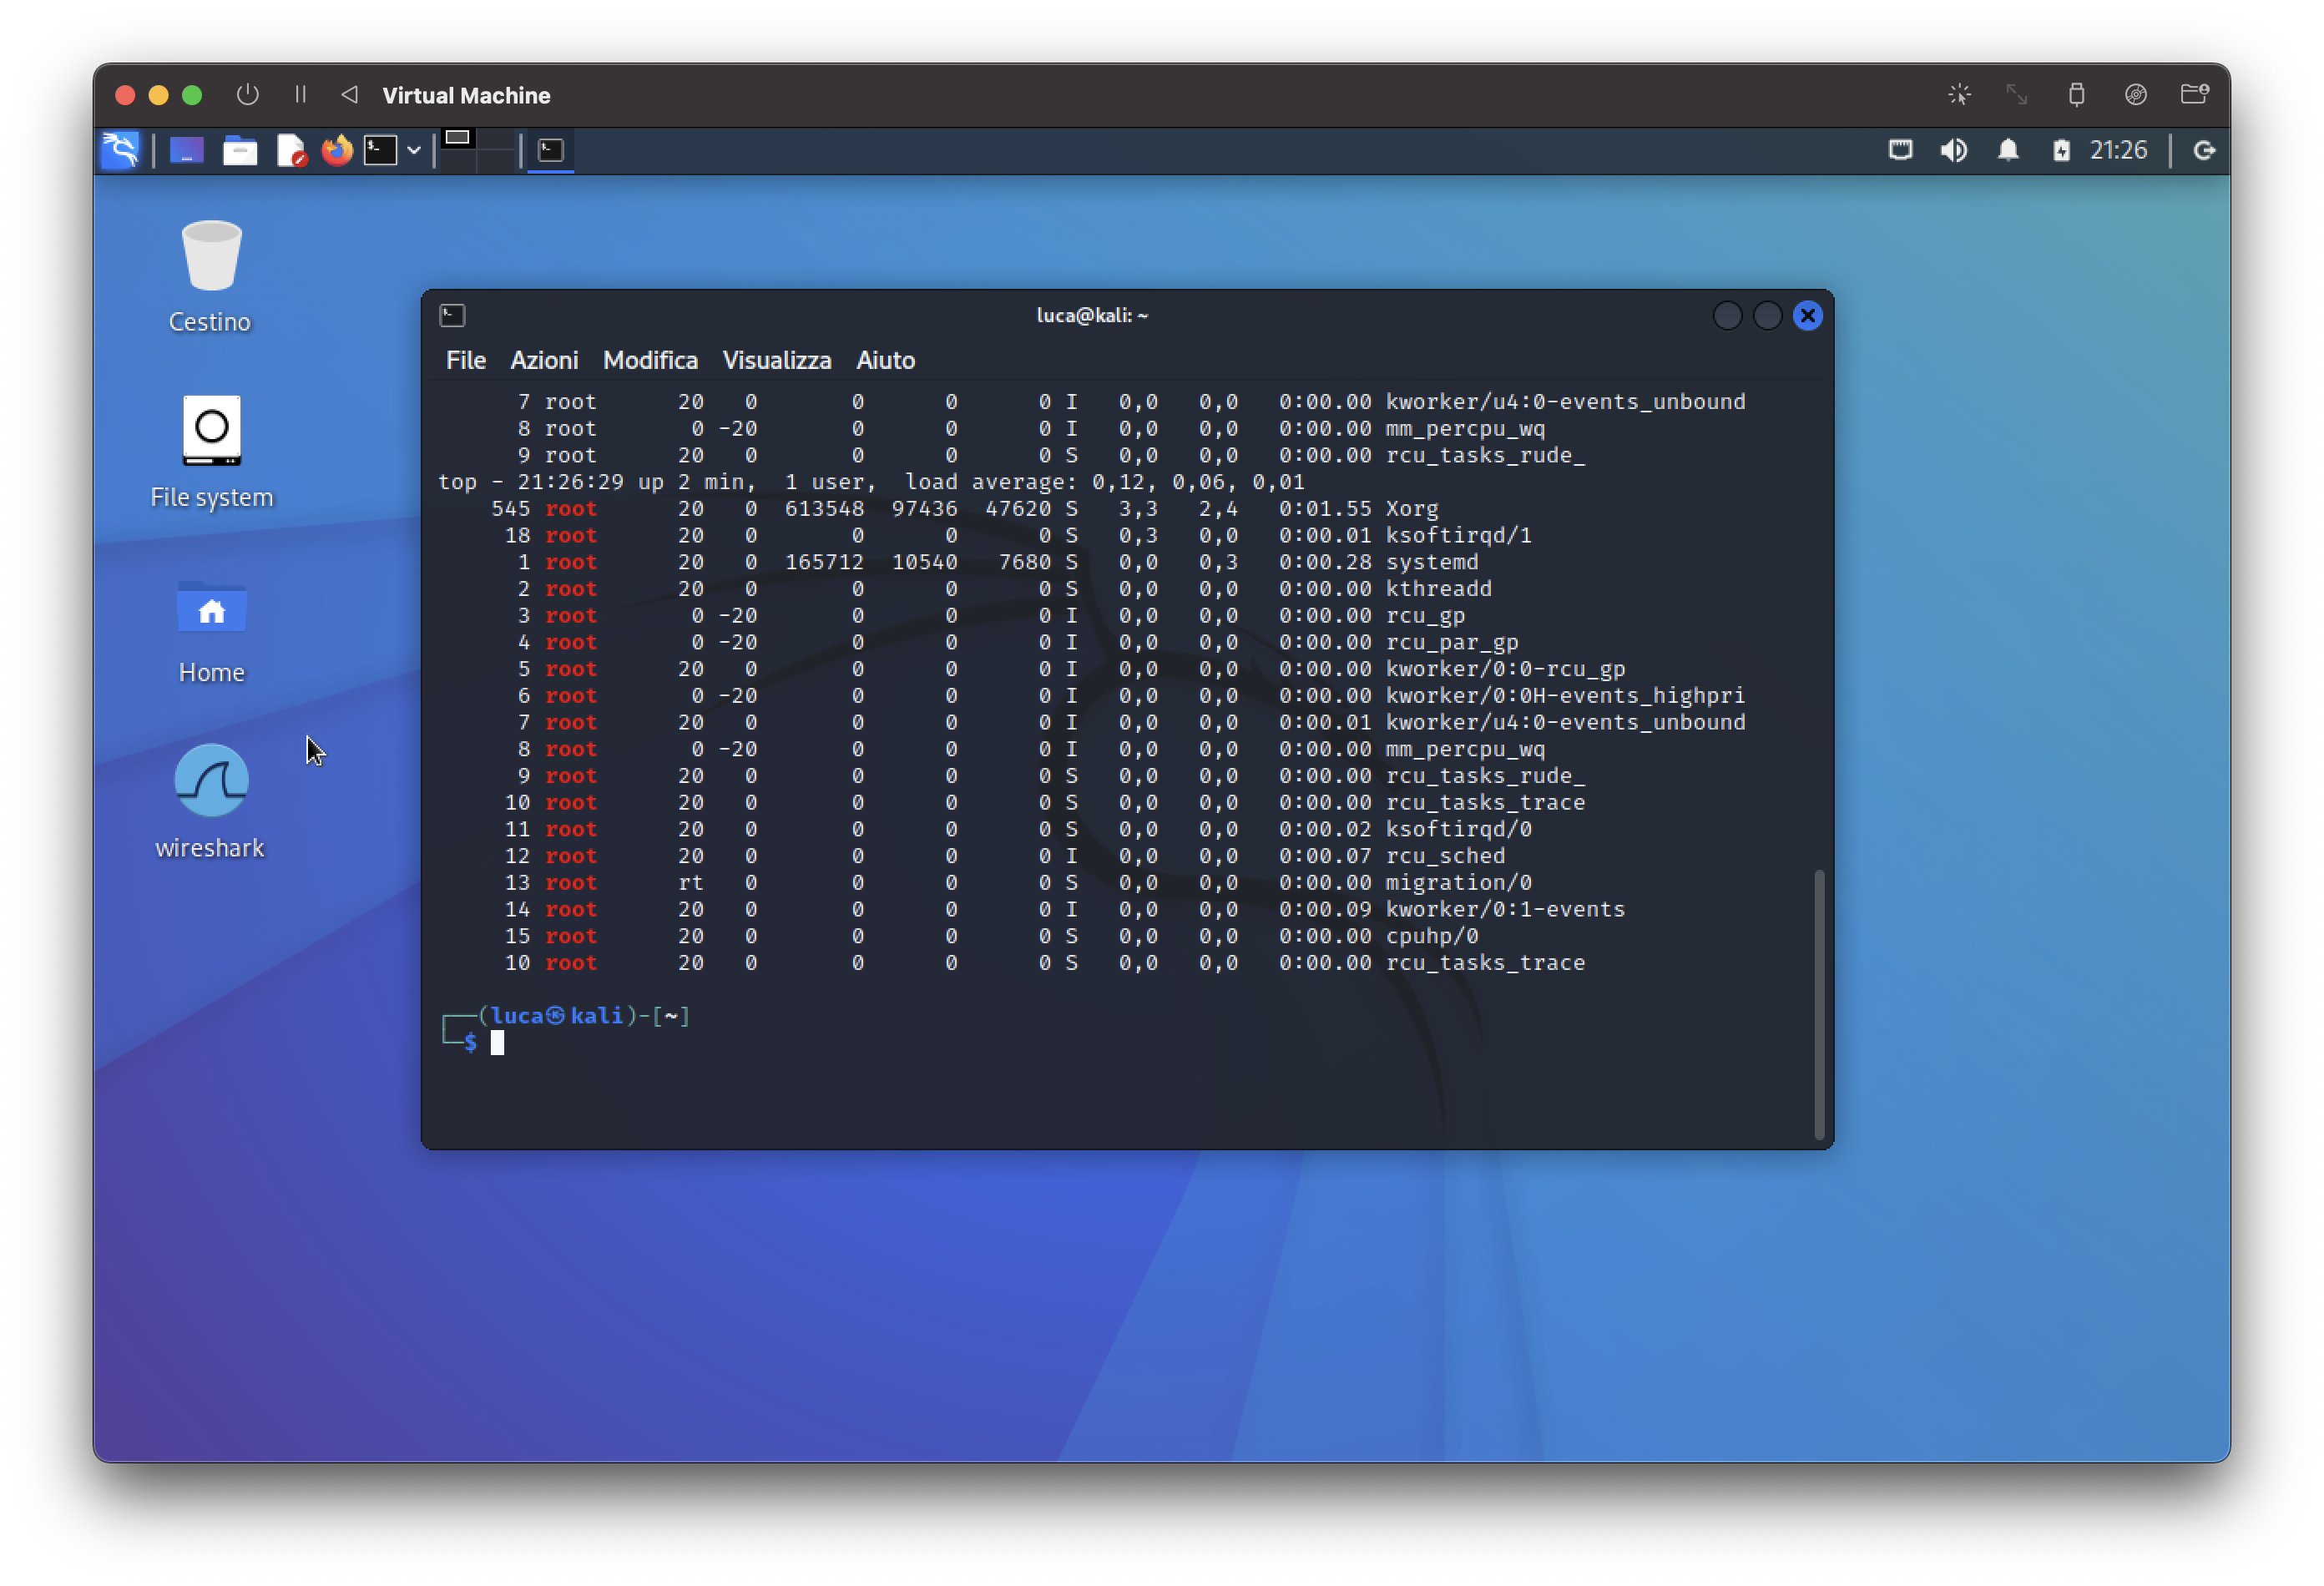 Virtual Machine
21:26
Cestino
File system
Home
wireshark
luca@kali: ~
File Azioni Modifica Visualizza Aiuto
7 root 20 0 0 0 0 I 0,0 0,0 0:00.00 kworker/u4:0-events_unbound
8 root 0 -20 0 0 0 I 0,0 0,0 0:00.00 mm_percpu_wq
9 root 20 0 0 0 0 S 0,0 0,0 0:00.00 rcu_tasks_rude_
top - 21:26:29 up 2 min, 1 user, load average: 0,12, 0,06, 0,01
545 root 20 0 613548 97436 47620 S 3,3 2,4 0:01.55 Xorg
18 root 20 0 0 0 0 S 0,3 0,0 0:00.01 ksoftirqd/1
1 root 20 0 165712 10540 7680 S 0,0 0,3 0:00.28 systemd
2 root 20 0 0 0 0 S 0,0 0,0 0:00.00 kthreadd
3 root 0 -20 0 0 0 I 0,0 0,0 0:00.00 rcu_gp
4 root 0 -20 0 0 0 I 0,0 0,0 0:00.00 rcu_par_gp
5 root 20 0 0 0 0 I 0,0 0,0 0:00.00 kworker/0:0-rcu_gp
6 root 0 -20 0 0 0 I 0,0 0,0 0:00.00 kworker/0:0H-events_highpri
7 root 20 0 0 0 0 I 0,0 0,0 0:00.01 kworker/u4:0-events_unbound
8 root 0 -20 0 0 0 I 0,0 0,0 0:00.00 mm_percpu_wq
9 root 20 0 0 0 0 S 0,0 0,0 0:00.00 rcu_tasks_rude_
10 root 20 0 0 0 0 S 0,0 0,0 0:00.00 rcu_tasks_trace
11 root 20 0 0 0 0 S 0,0 0,0 0:00.02 ksoftirqd/0
12 root 20 0 0 0 0 I 0,0 0,0 0:00.07 rcu_sched
13 root rt 0 0 0 0 S 0,0 0,0 0:00.00 migration/0
14 root 20 0 0 0 0 I 0,0 0,0 0:00.09 kworker/0:1-events
15 root 20 0 0 0 0 S 0,0 0,0 0:00.00 cpuhp/0
10 root 20 0 0 0 0 S 0,0 0,0 0:00.00 rcu_tasks_trace
┌──(luca㉿kali)-[~]
└─$